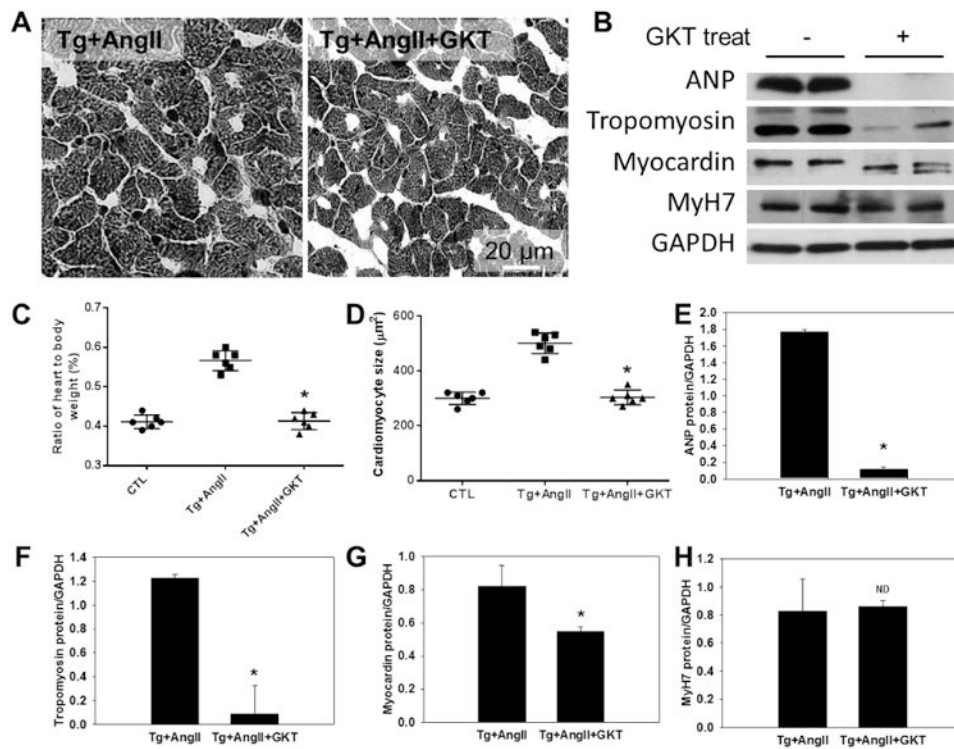 A
Tg+AngII
Tg+AngII+GKT
20 µm
B
GKT treat - +
ANP
Tropomyosin
Myocardin
MyH7
GAPDH
C
Ratio of heart to body
weight (%)
0.7
0.6
0.5
0.4
0.3
*
CTL
Tg+AngII
Tg+AngII+GKT
D
Cardiomyocyte size (µm2)
600
400
200
0
*
CTL
Tg+AngII
Tg+AngII+GKT
E
ANP protein/GAPDH
2.0
1.8
1.6
1.4
1.2
1.0
0.8
0.6
0.4
0.2
0
*
Tg+AngII
Tg+AngII+GKT
F
Tropomyosin protein/GAPDH
1.4
1.2
1.0
0.8
0.6
0.4
0.2
0.0
*
Tg+AngII
Tg+AngII+GKT
G
Myocardin protein/GAPDH
1.0
0.8
0.6
0.4
0.2
0.0
*
Tg+AngII
Tg+AngII+GKT
H
MyH7 protein/GAPDH
1.2
1.0
0.8
0.6
0.4
0.2
0.0
ND
Tg+AngII
Tg+AngII+GKT